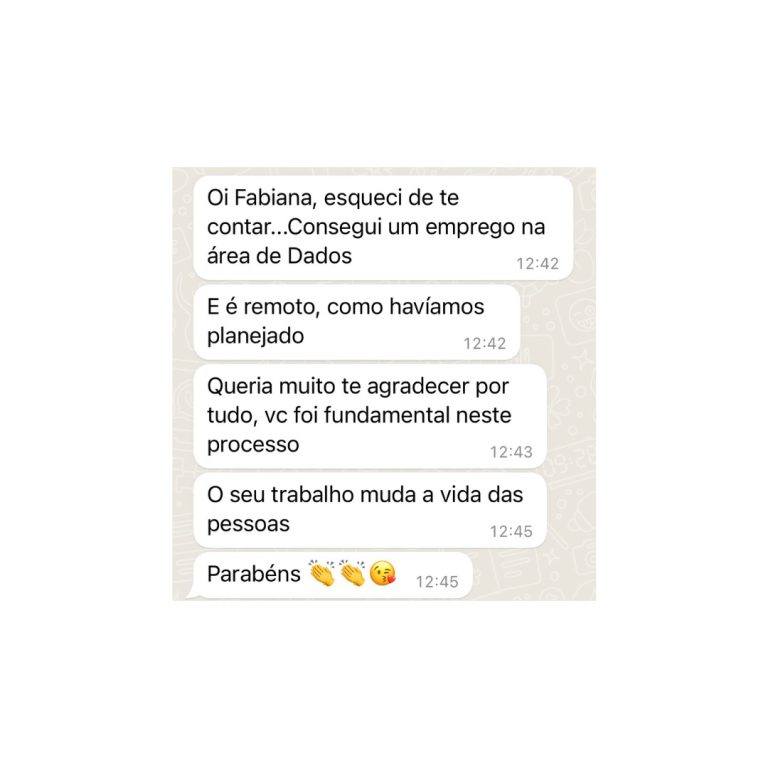 Oi Fabiana, esqueci de te
contar...Consegui um emprego na
área de Dados
12:42
E é remoto, como havíamos
planejado
12:42
Queria muito te agradecer por
tudo, vc foi fundamental neste
processo
12:43
O seu trabalho muda a vida das
pessoas
12:45
Parabéns 👏👏😘 12:45